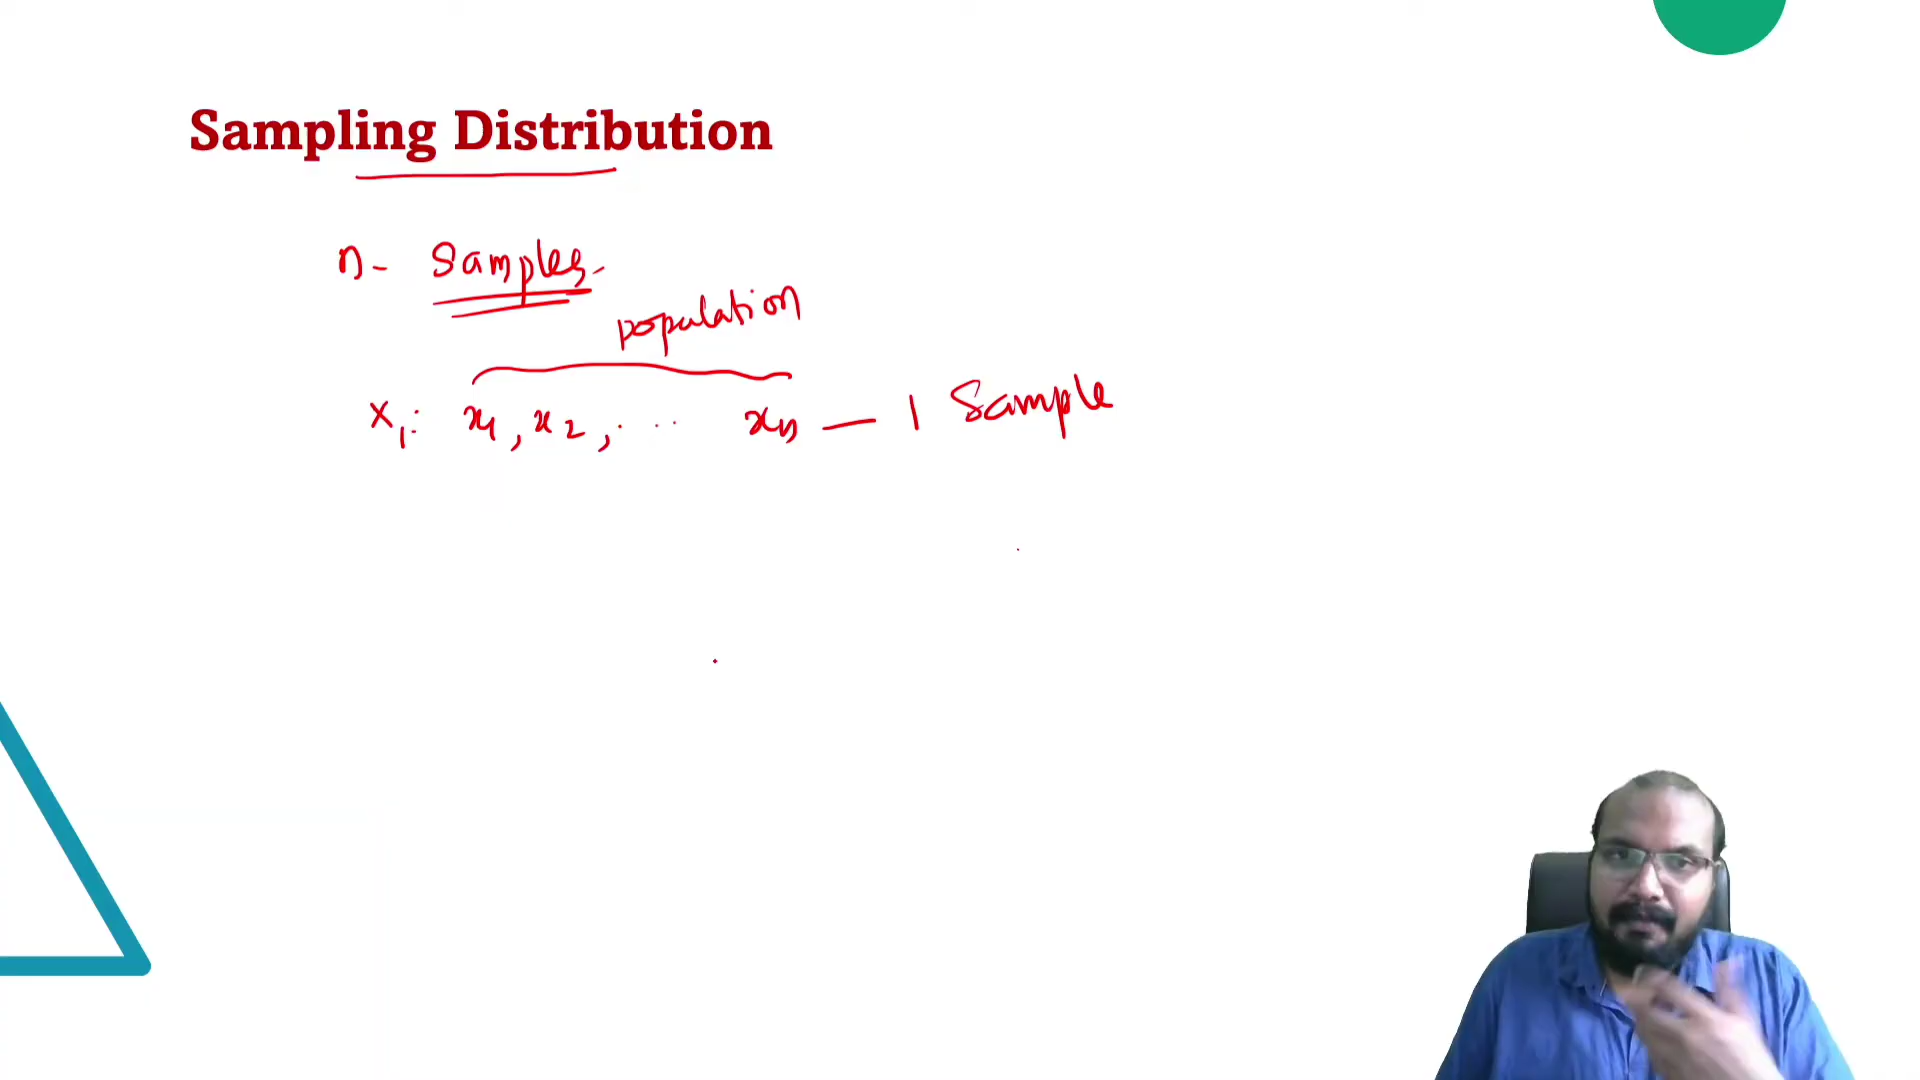 Sampling Distribution
n- Samples-
population
X₁: x₁, x₂, ... xₙ — 1 Sample